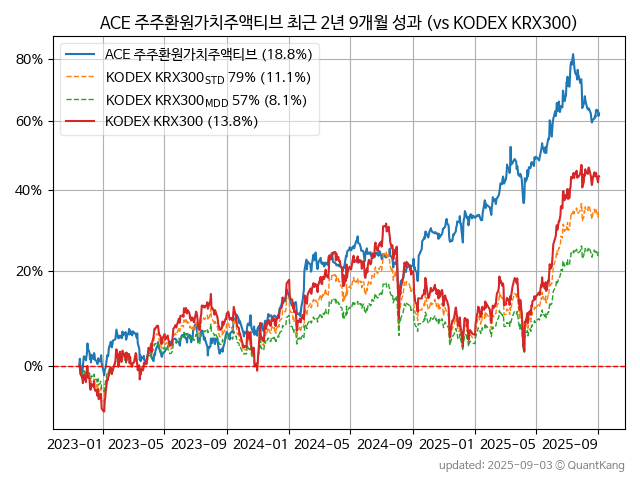 ACE 주주환원가치주액티브 최근 2년 9개월 성과 (vs KODEX KRX300)
ACE 주주환원가치주액티브 (18.8%)
KODEX KRX300STD 79% (11.1%)
KODEX KRX300MDD 57% (8.1%)
KODEX KRX300 (13.8%)
80%
60%
40%
20%
0%
2023-01 2023-05 2023-09 2024-01 2024-05 2024-09 2025-01 2025-05 2025-09
updated: 2025-09-03 © QuantKang